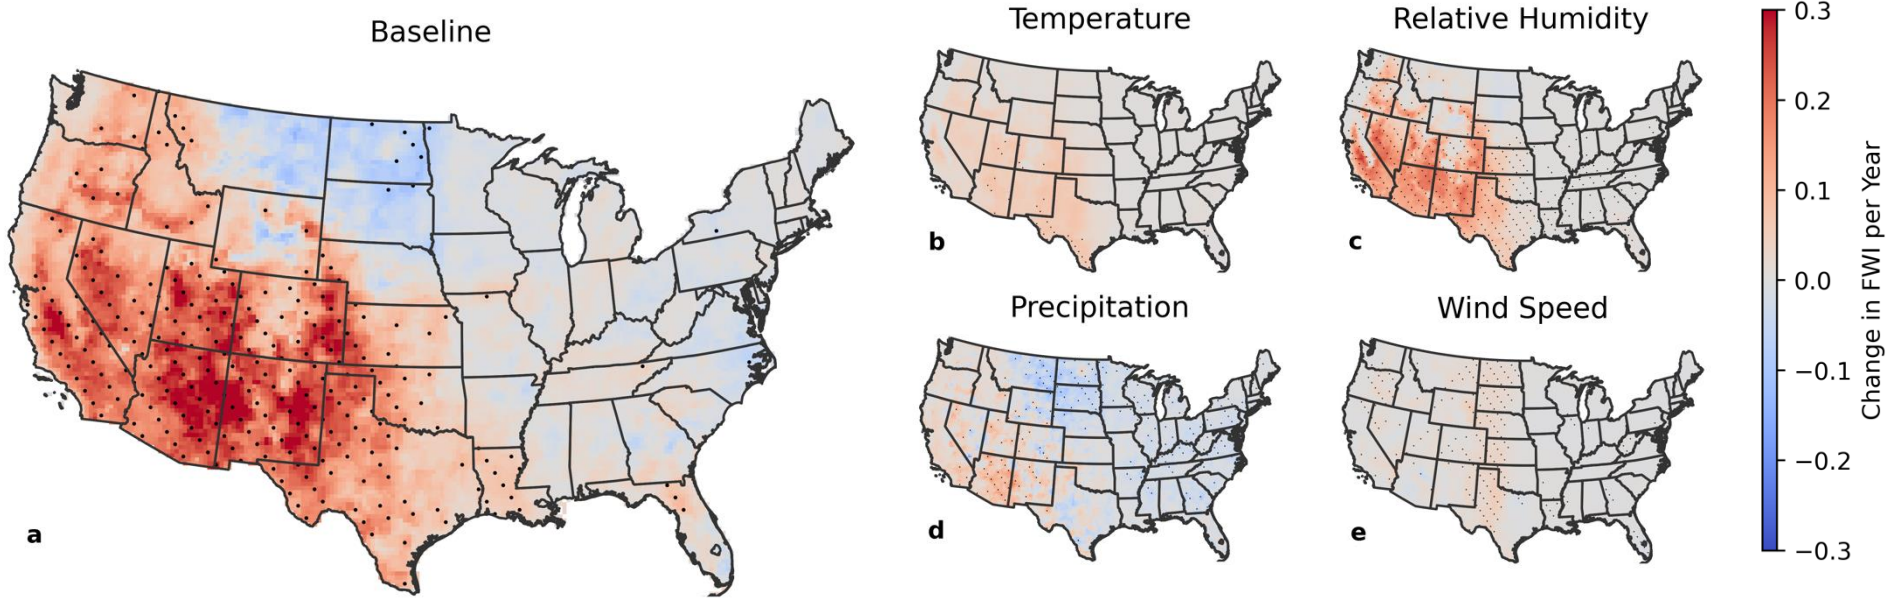 Baseline
a
Temperature
b
Relative Humidity
c
Precipitation
d
Wind Speed
e
0.3
0.2
0.1
0.0
−0.1
−0.2
−0.3
Change in FWI per Year